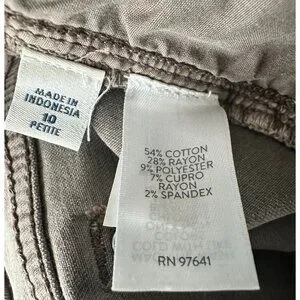 MADE IN
INDONESIA
10
PETITE
54% COTTON
28% RAYON
9% POLYESTER
7% CUPRO
RAYON
2% SPANDEX
RN 97641